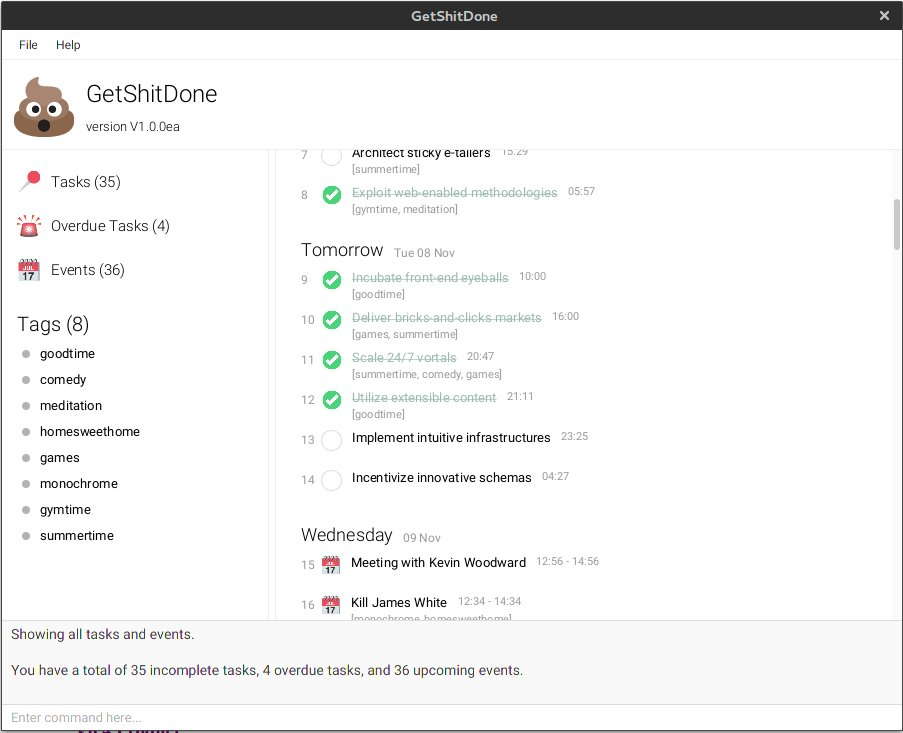 GetShitDone
File Help
GetShitDone
version V1.0.0ea
Tasks (35)
Overdue Tasks (4)
Events (36)
Tags (8)
goodtime
comedy
meditation
homesweethome
games
monochrome
gymtime
summertime
7 Architect sticky e-tailers 15:29
[summertime]
8 Exploit web-enabled methodologies 05:57
[gymtime, meditation]
Tomorrow Tue 08 Nov
9 Incubate front-end eyeballs 10:00
[goodtime]
10 Deliver bricks-and-clicks markets 16:00
[games, summertime]
11 Scale 24/7 vortals 20:47
[summertime, comedy, games]
12 Utilize extensible content 21:11
[goodtime]
13 Implement intuitive infrastructures 23:25
14 Incentivize innovative schemas 04:27
Wednesday 09 Nov
15 Meeting with Kevin Woodward 12:56 - 14:56
16 Kill James White 12:34 - 14:34
[monochrome, homesweethome]
Showing all tasks and events.
You have a total of 35 incomplete tasks, 4 overdue tasks, and 36 upcoming events.
Enter command here...